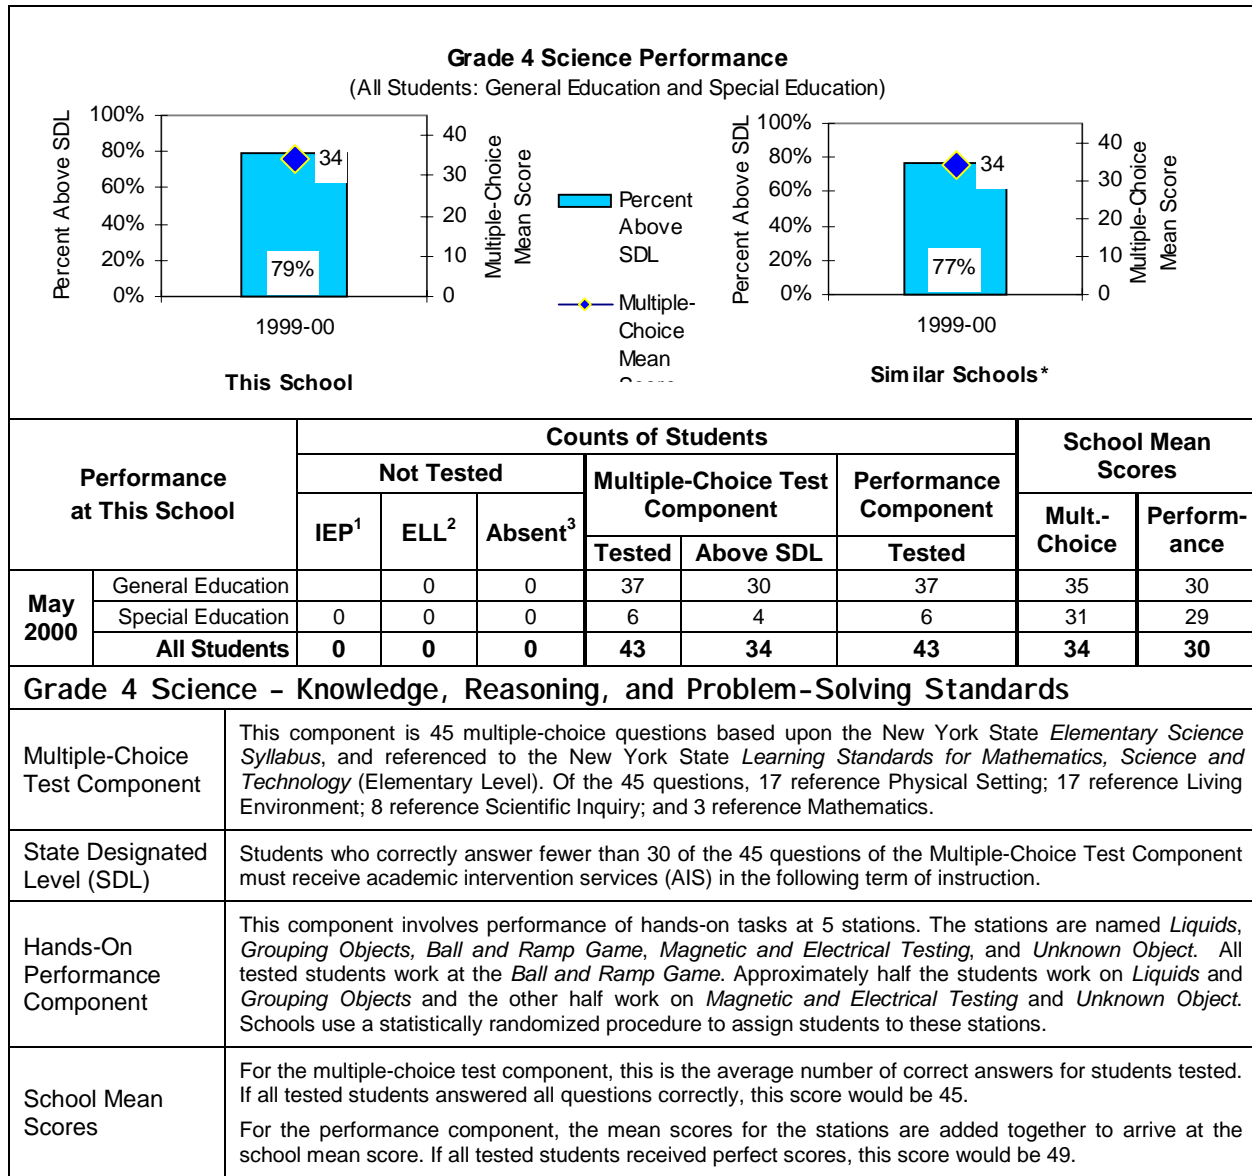 Grade 4 Science Performance
(All Students: General Education and Special Education)
100%
80%
60%
40%
20%
0%
Percent Above SDL
34
79%
40
30
20
10
0
Multiple-Choice
Mean Score
1999-00
This School
Percent
Above
SDL
Multiple-
Choice
Mean
100%
80%
60%
40%
20%
0%
Percent Above SDL
34
77%
40
30
20
10
0
Multiple-Choice
Mean Score
1999-00
Similar Schools*
Performance
at This School
Counts of Students
School Mean
Scores
Not Tested
Multiple-Choice Test
Component
Performance
Component
IEP1 ELL2 Absent3
Tested Above SDL Tested
Mult.-
Choice
Perform-
ance
May
2000
General Education 0 0 37 30 37 35 30
Special Education 0 0 0 6 4 6 31 29
All Students 0 0 0 43 34 43 34 30
Grade 4 Science – Knowledge, Reasoning, and Problem-Solving Standards
Multiple-Choice
Test Component
This component is 45 multiple-choice questions based upon the New York State Elementary Science
Syllabus, and referenced to the New York State Learning Standards for Mathematics, Science and
Technology (Elementary Level). Of the 45 questions, 17 reference Physical Setting; 17 reference Living
Environment; 8 reference Scientific Inquiry; and 3 reference Mathematics.
State Designated
Level (SDL)
Students who correctly answer fewer than 30 of the 45 questions of the Multiple-Choice Test Component
must receive academic intervention services (AIS) in the following term of instruction.
Hands-On
Performance
Component
This component involves performance of hands-on tasks at 5 stations. The stations are named Liquids,
Grouping Objects, Ball and Ramp Game, Magnetic and Electrical Testing, and Unknown Object. All
tested students work at the Ball and Ramp Game. Approximately half the students work on Liquids and
Grouping Objects and the other half work on Magnetic and Electrical Testing and Unknown Object.
Schools use a statistically randomized procedure to assign students to these stations.
School Mean
Scores
For the multiple-choice test component, this is the average number of correct answers for students tested.
If all tested students answered all questions correctly, this score would be 45.
For the performance component, the mean scores for the stations are added together to arrive at the
school mean score. If all tested students received perfect scores, this score would be 49.